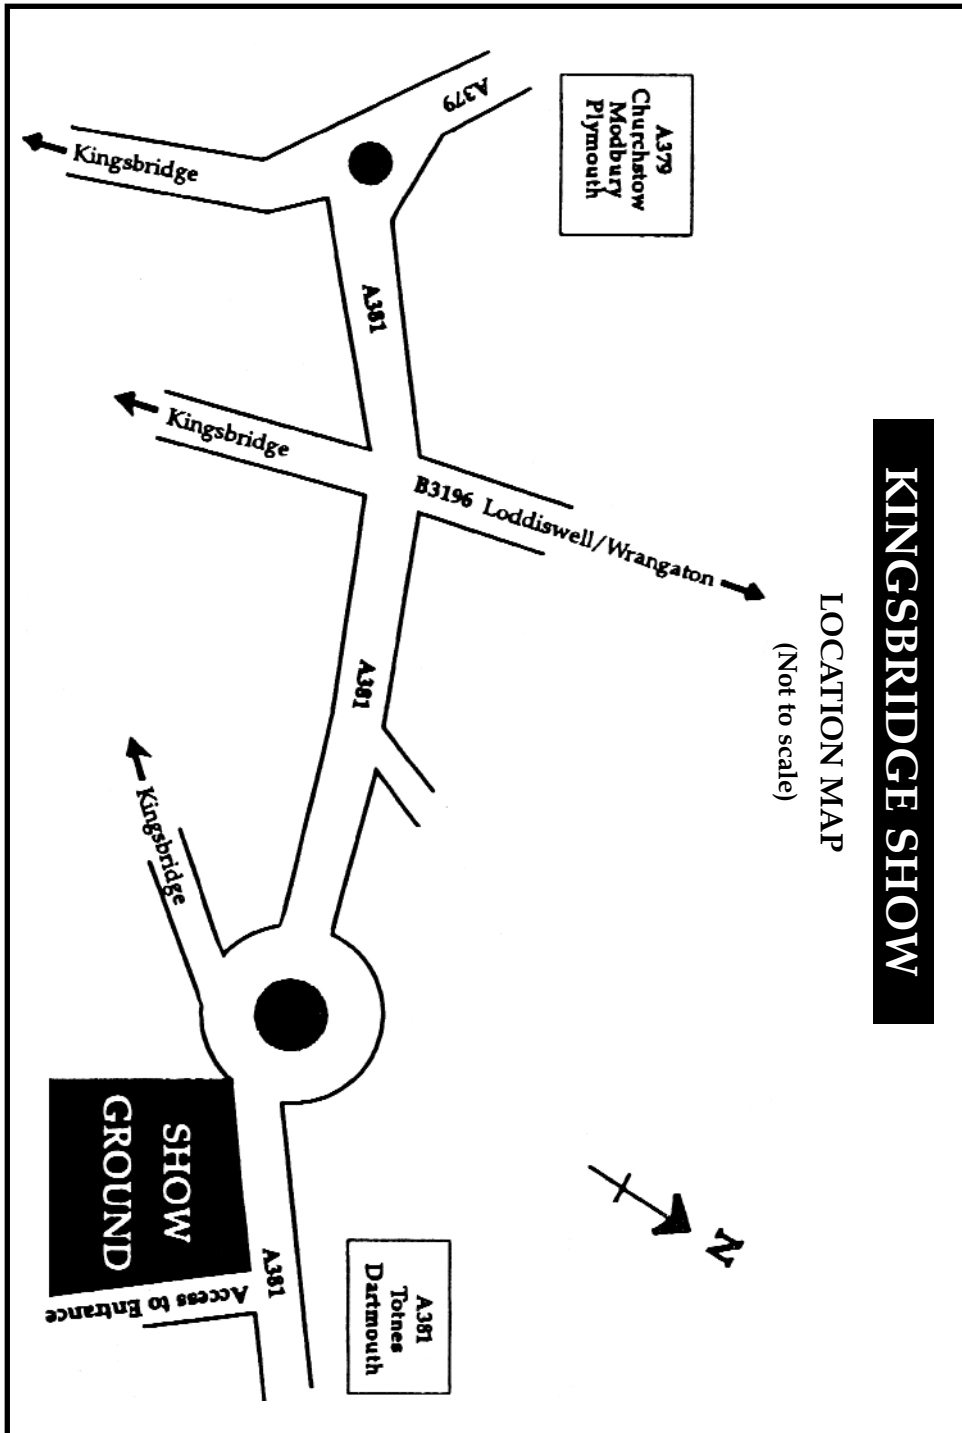 KINGSBRIDGE SHOW
LOCATION MAP
(Not to scale)
A379
Churchstow
Modbury
Plymouth
A379
Kingsbridge
A381
Kingsbridge
B3196 Loddiswell/Wrangaton
A381
Kingsbridge
N
SHOW
GROUND
A381
Access to Entrance
A381
Totnes
Dartmouth